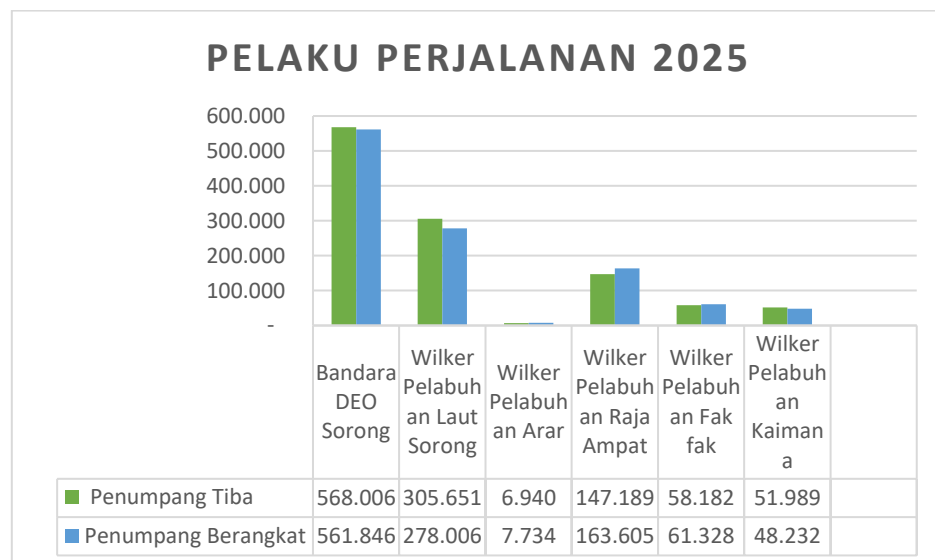 PELAKU PERJALANAN 2025
600.000
500.000
400.000
300.000
200.000
100.000
-
Bandara
DEO
Sorong
Wilker
Pelabuh
an Laut
Sorong
Wilker
Pelabuh
an Arar
Wilker
Pelabuh
an Raja
Ampat
Wilker
Pelabuh
an Fak
fak
Wilker
Pelabuh
an
Kaiman
a
Penumpang Tiba 568.006 305.651 6.940 147.189 58.182 51.989
Penumpang Berangkat 561.846 278.006 7.734 163.605 61.328 48.232